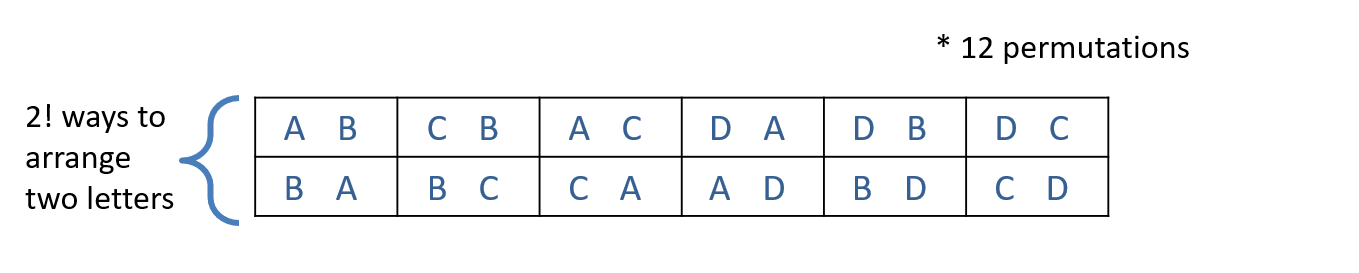 * 12 permutations
2! ways to
arrange
two letters
A B C B A C D A D B D C
B A B C C A A D B D C D